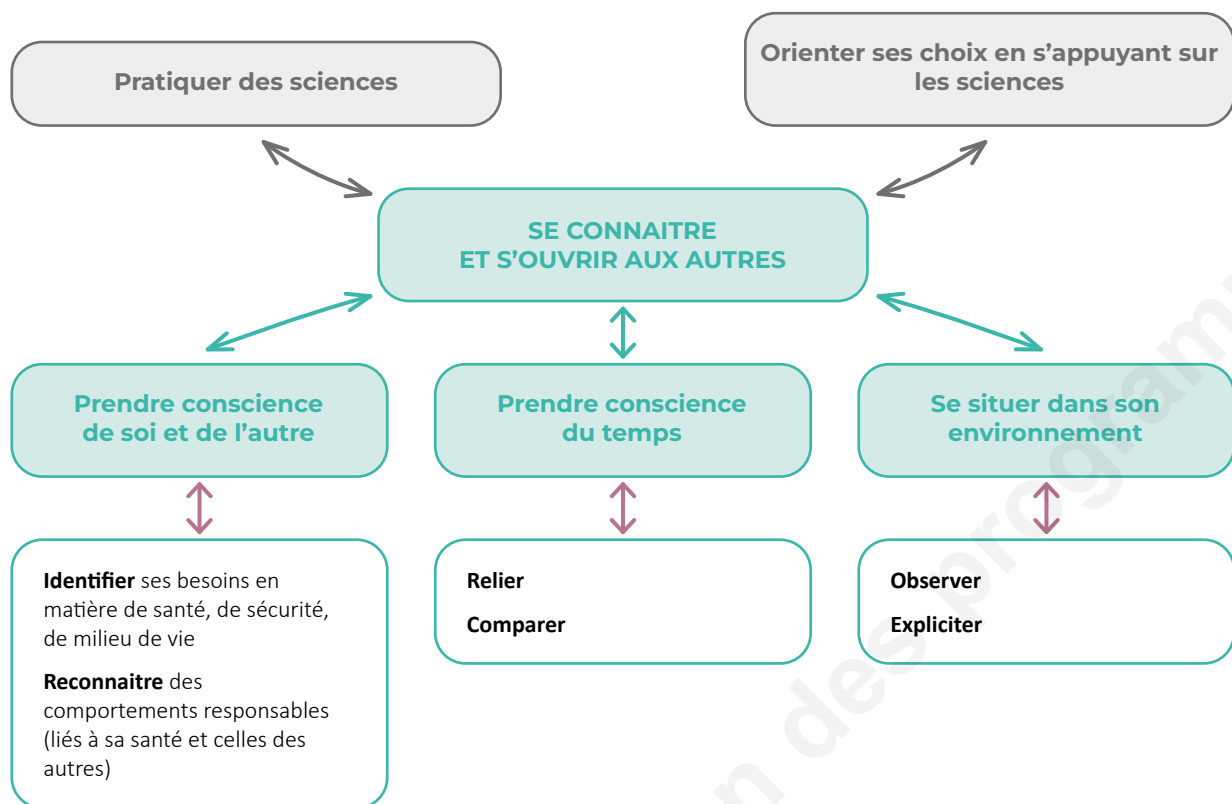 Pratiquer des sciences
Orienter ses choix en s’appuyant sur
les sciences
SE CONNAITRE
ET S’OUVRIR AUX AUTRES
Prendre conscience
de soi et de l’autre
Prendre conscience
du temps
Se situer dans son
environnement
Identifier ses besoins en
matière de santé, de sécurité,
de milieu de vie
Reconnaitre des
comportements responsables
(liés à sa santé et celles des
autres)
Relier
Comparer
Observer
Expliciter
des